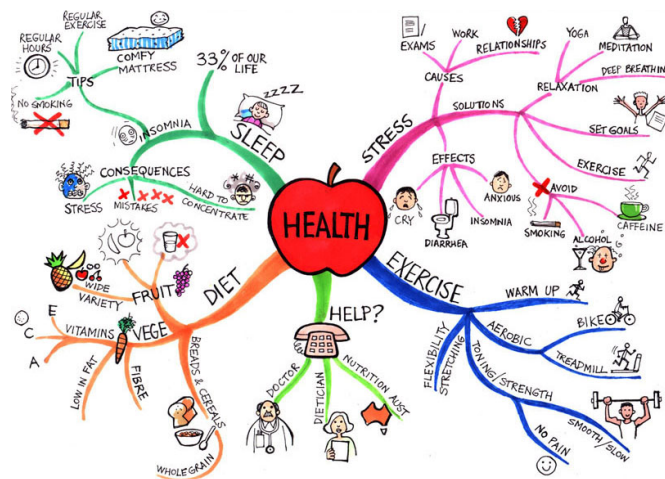 HEALTH
SLEEP
33% OF OUR
LIFE
ZZZZ
INSOMNIA
TIPS
REGULAR
EXERCISE
REGULAR
HOURS
COMFY
MATTRESS
NO SMOKING
CONSEQUENCES
STRESS
MISTAKES
HARD TO
CONCENTRATE
STRESS
CAUSES
EXAMS
WORK
RELATIONSHIPS
SOLUTIONS
RELAXATION
YOGA
MEDITATION
DEEP BREATHIN
SET GOALS
EXERCISE
AVOID
SMOKING
ALCOHOL
CAFFEINE
EFFECTS
CRY
DIARRHEA
INSOMNIA
ANXIOUS
DIET
FRUIT
WIDE
VARIETY
VEGE
VITAMINS
E
C
A
LOW IN FAT
FIBRE
BREADS & CEREALS
WHOLEGRAIN
HELP?
DOCTOR
DIETICIAN
NUTRITION AUST
EXERCISE
WARM UP
AEROBIC
BIKE
TREADMILL
TONING/STRENGTH
SMOOTH/SLOW
NO PAIN
FLEXIBILITY
STRETCHING